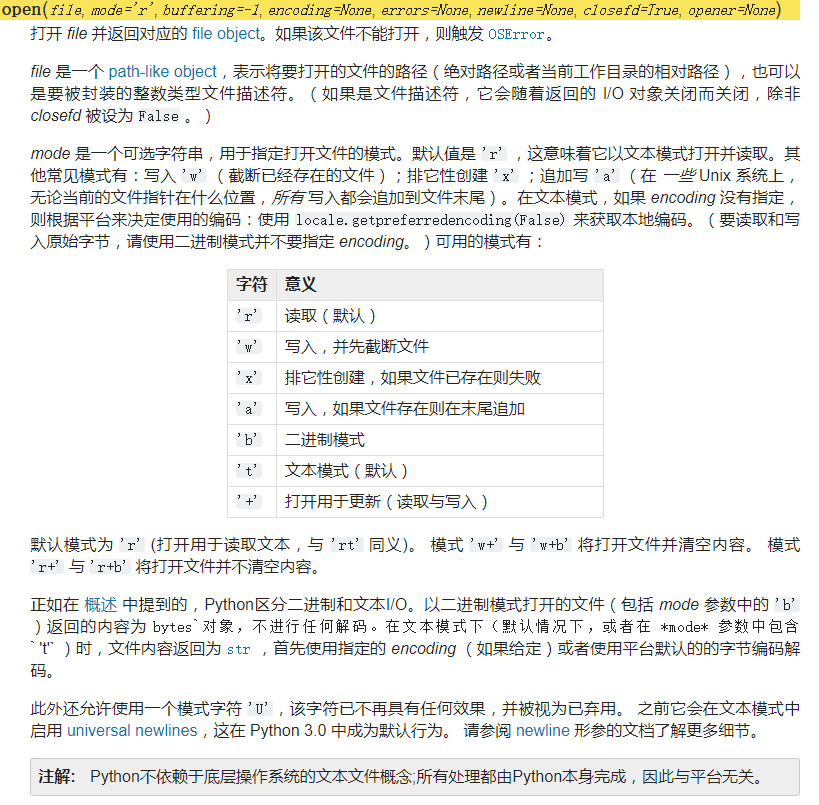 open(file, mode='r', buffering=-1, encoding=None, errors=None, newline=None, closefd=True, opener=None)
打开 file 并返回对应的 file object。如果该文件不能打开，则触发 OSError。
file 是一个 path-like object，表示将要打开的文件的路径（绝对路径或者当前工作目录的相对路径），也可以
是要被封装的整数类型文件描述符。（如果是文件描述符，它会随着返回的 I/O 对象关闭而关闭，除非
closefd 被设为 False 。）
mode 是一个可选字符串，用于指定打开文件的模式。默认值是 'r' ，这意味着它以文本模式打开并读取。其
他常见模式有：写入 'w' （截断已经存在的文件）；排它性创建 'x' ；追加写 'a' （在 一些 Unix 系统上，
无论当前的文件指针在什么位置，所有 写入都会追加到文件末尾）。在文本模式，如果 encoding 没有指定，
则根据平台来决定使用的编码：使用 locale.getpreferredencoding(False) 来获取本地编码。（要读取和写
入原始字节，请使用二进制模式并不要指定 encoding。）可用的模式有：
字符 意义
'r' 读取（默认）
'w' 写入，并先截断文件
'x' 排它性创建，如果文件已存在则失败
'a' 写入，如果文件存在则在末尾追加
'b' 二进制模式
't' 文本模式（默认）
'+' 打开用于更新（读取与写入）
默认模式为 'r' (打开用于读取文本，与 'rt' 同义)。 模式 'w+' 与 'w+b' 将打开文件并清空内容。 模式
'r+' 与 'r+b' 将打开文件并不清空内容。
正如在 概述 中提到的，Python区分二进制和文本I/O。以二进制模式打开的文件（包括 mode 参数中的 'b'
）返回的内容为 bytes`对象，不进行任何解码。在文本模式下（默认情况下，或者在 *mode* 参数中包含
`'t'` ）时，文件内容返回为 str ，首先使用指定的 encoding （如果给定）或者使用平台默认的的字节编码解
码。
此外还允许使用一个模式字符 'U' ，该字符已不再具有任何效果，并被视为已弃用。 之前它会在文本模式中
启用 universal newlines，这在 Python 3.0 中成为默认行为。 请参阅 newline 形参的文档了解更多细节。
注解： Python不依赖于底层操作系统的文本文件概念;所有处理都由Python本身完成，因此与平台无关。